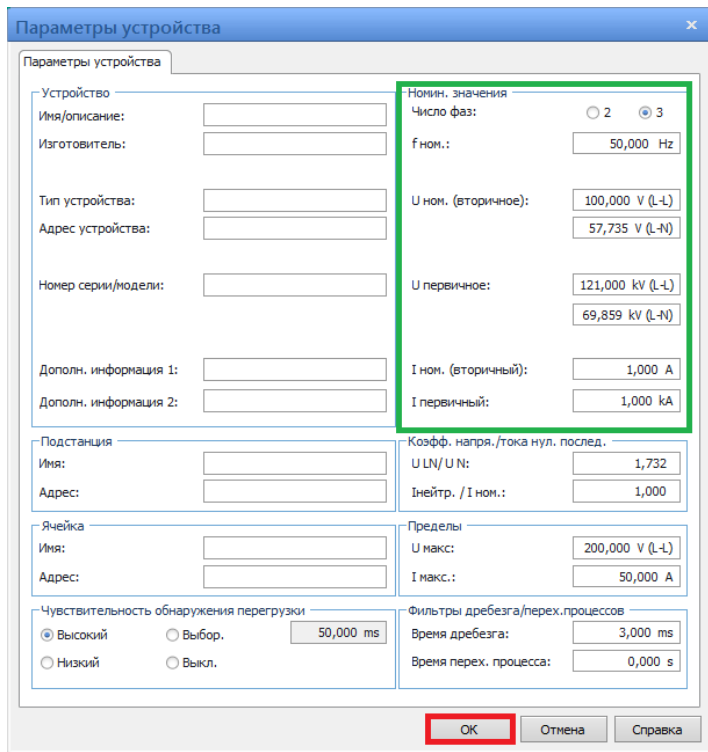 Параметры устройства
×
Параметры устройства
Устройство
Имя/описание:
Изготовитель:
Тип устройства:
Адрес устройства:
Номер серии/модели:
Дополн. информация 1:
Дополн. информация 2:
Номин. значения
Число фаз: 2 3
f ном.: 50,000 Hz
U ном. (вторичное): 100,000 V (L-L)
57,735 V (L-N)
U первичное: 121,000 kV (L-L)
69,859 kV (L-N)
I ном. (вторичный): 1,000 A
I первичный: 1,000 kA
Подстанция
Имя:
Адрес:
Коэфф. напря./тока нул. послед.
U LN/ U N: 1,732
Iнейтр. / I ном.: 1,000
Ячейка
Имя:
Адрес:
Пределы
U макс: 200,000 V (L-L)
I макс.: 50,000 A
Чувствительность обнаружения перегрузки
Высокий Выбор. 50,000 ms
Низкий Выкл.
Фильтры дребезга/перех.процессов
Время дребезга: 3,000 ms
Время перех. процесса: 0,000 s
OK Отмена Справка